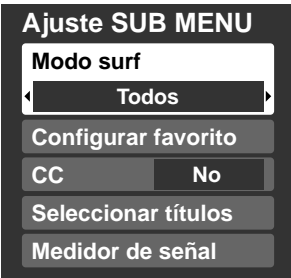 Ajuste SUB MENU
Modo surf
Todos
Configurar favorito
CC No
Seleccionar títulos
Medidor de señal